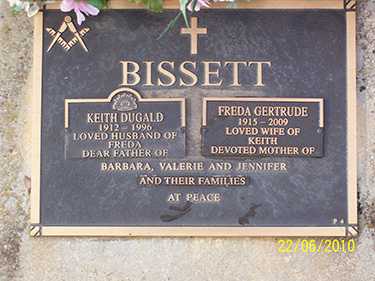 BISSETT
KEITH DUGALD
1912 - 1996
LOVED HUSBAND OF
FREDA
DEAR FATHER OF
FREDA GERTRUDE
1915 - 2009
LOVED WIFE OF
KEITH
DEVOTED MOTHER OF
BARBARA, VALERIE AND JENNIFER
AND THEIR FAMILIES
AT PEACE
P 4
22/06/2010